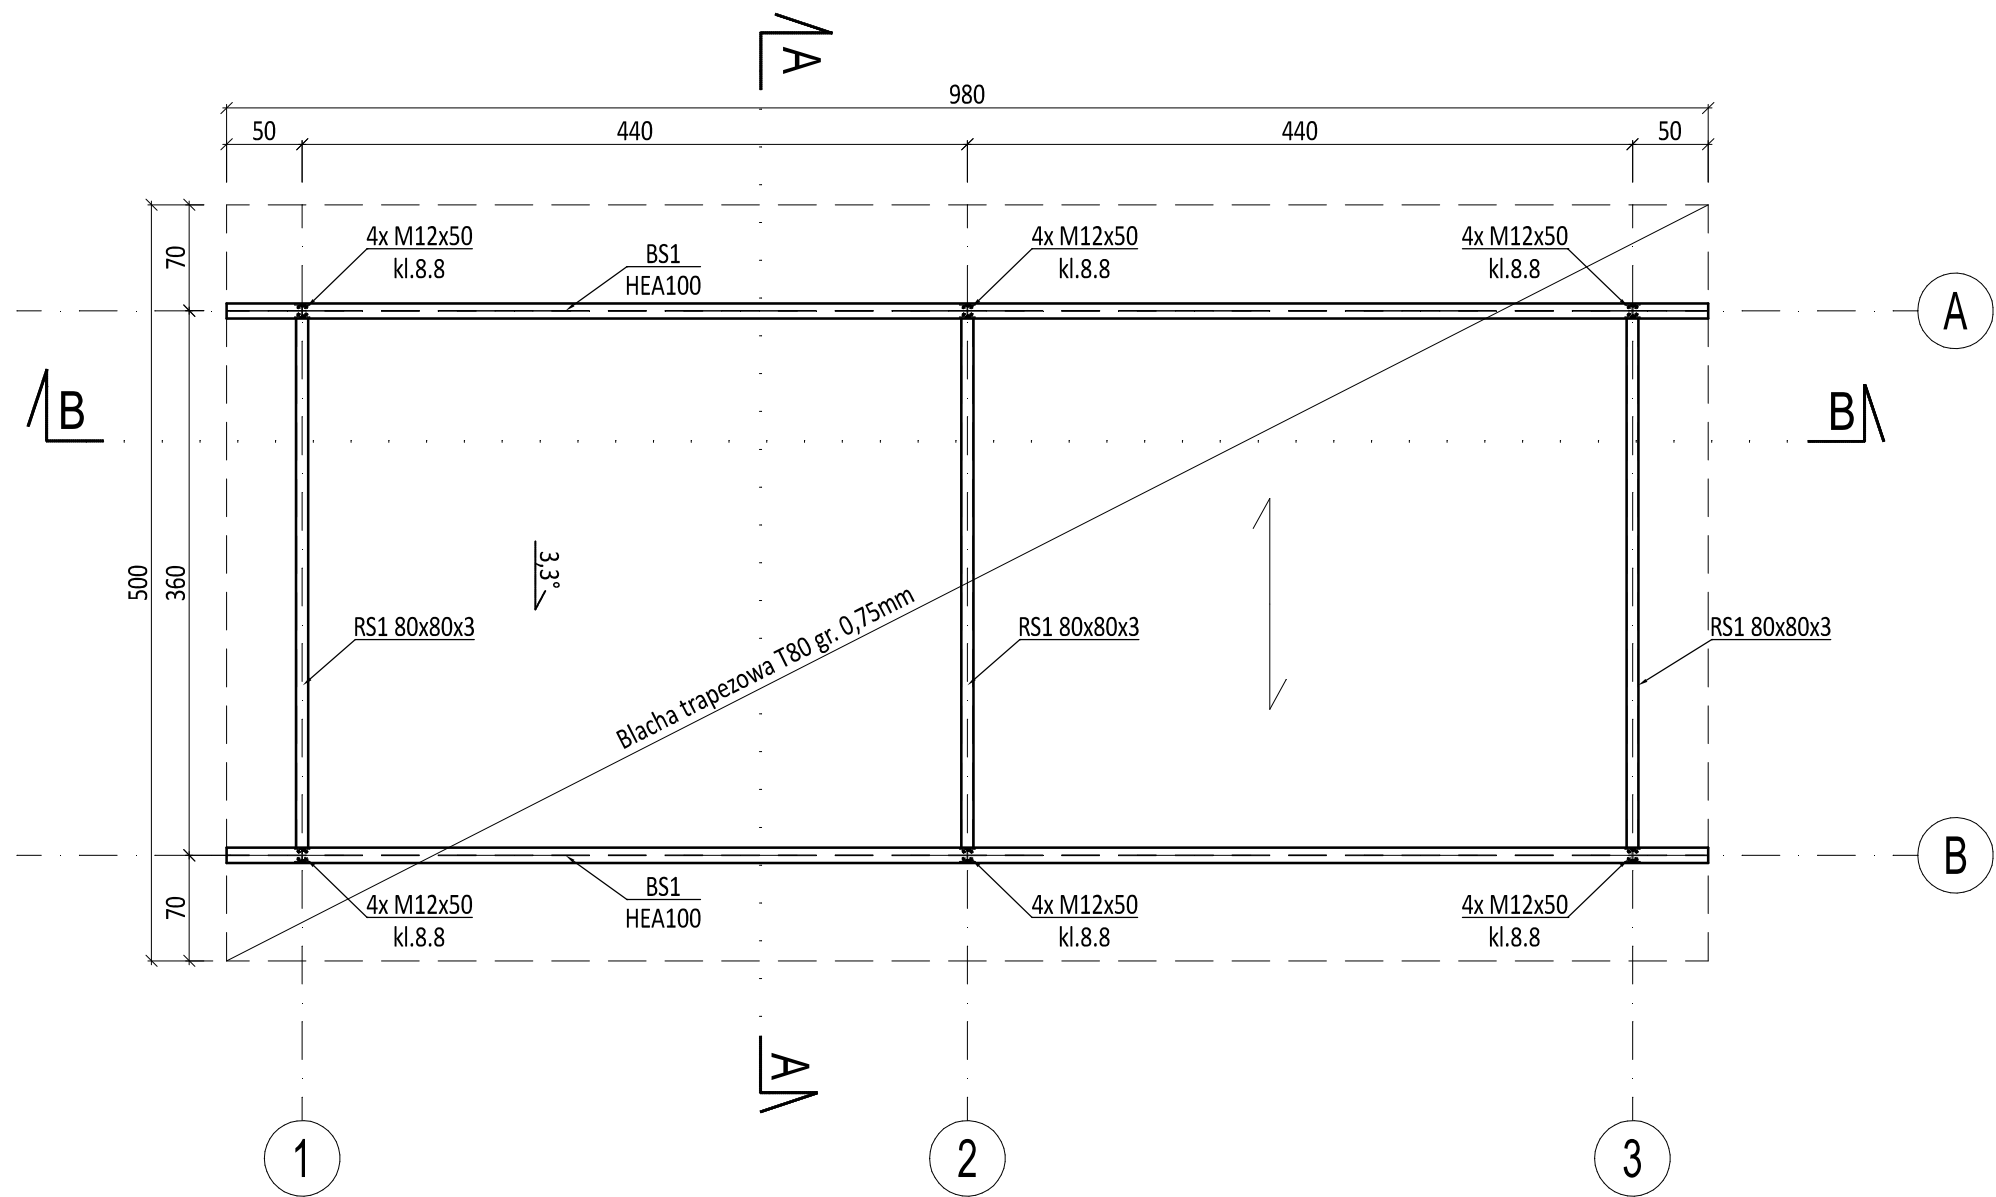 A
980
50
440
440
50
70
4x M12x50
kl.8.8
BS1
HEA100
4x M12x50
kl.8.8
4x M12x50
kl.8.8
A
B
B
500
360
3,3°
RS1 80x80x3
Blacha trapezowa T80 gr. 0,75mm
RS1 80x80x3
RS1 80x80x3
B
70
4x M12x50
kl.8.8
BS1
HEA100
4x M12x50
kl.8.8
4x M12x50
kl.8.8
A
1
2
3